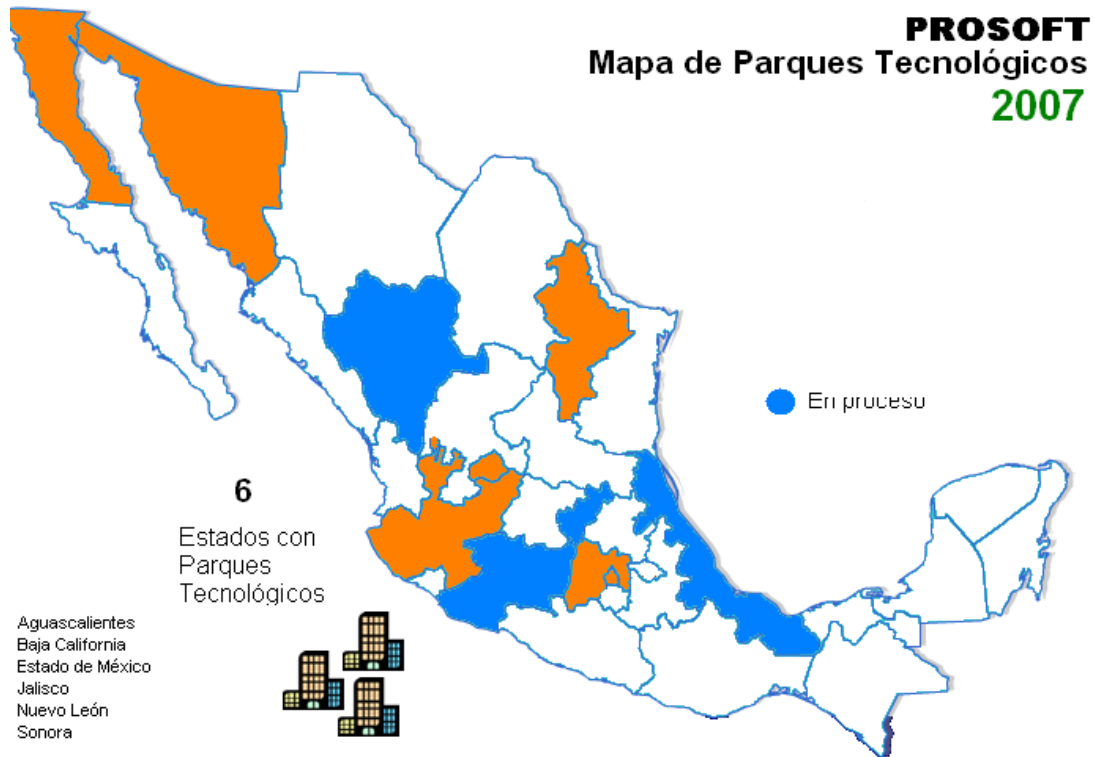 PROSOFT
Mapa de Parques Tecnológicos
2007
En proceso
6
Estados con
Parques
Tecnológicos
Aguascalientes
Baja California
Estado de México
Jalisco
Nuevo León
Sonora